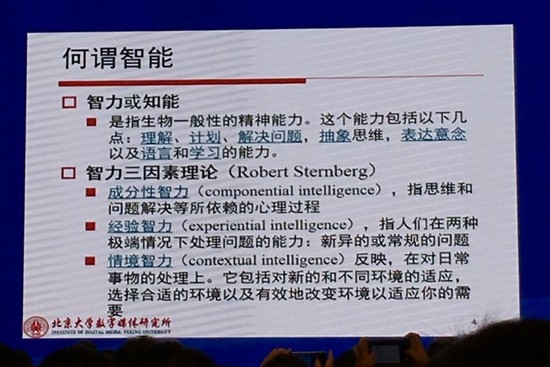 何谓智能
智力或知能
是指生物一般性的精神能力。这个能力包括以下几
点：理解、计划、解决问题，抽象思维，表达意念
以及语言和学习的能力。
智力三因素理论（Robert Sternberg）
成分性智力（componential intelligence），指思维和
问题解决等所依赖的心理过程
经验智力（experiential intelligence），指人们在两种
极端情况下处理问题的能力：新异的或常规的问题
情境智力（contextual intelligence）反映，在对日常
事物的处理上。它包括对新的和不同环境的适应，
选择合适的环境以及有效地改变环境以适应你的需
要
北京大学数字媒体研究所
INSTITUTE OF DIGITAL MEDIA, PEKING UNIVERSITY
4